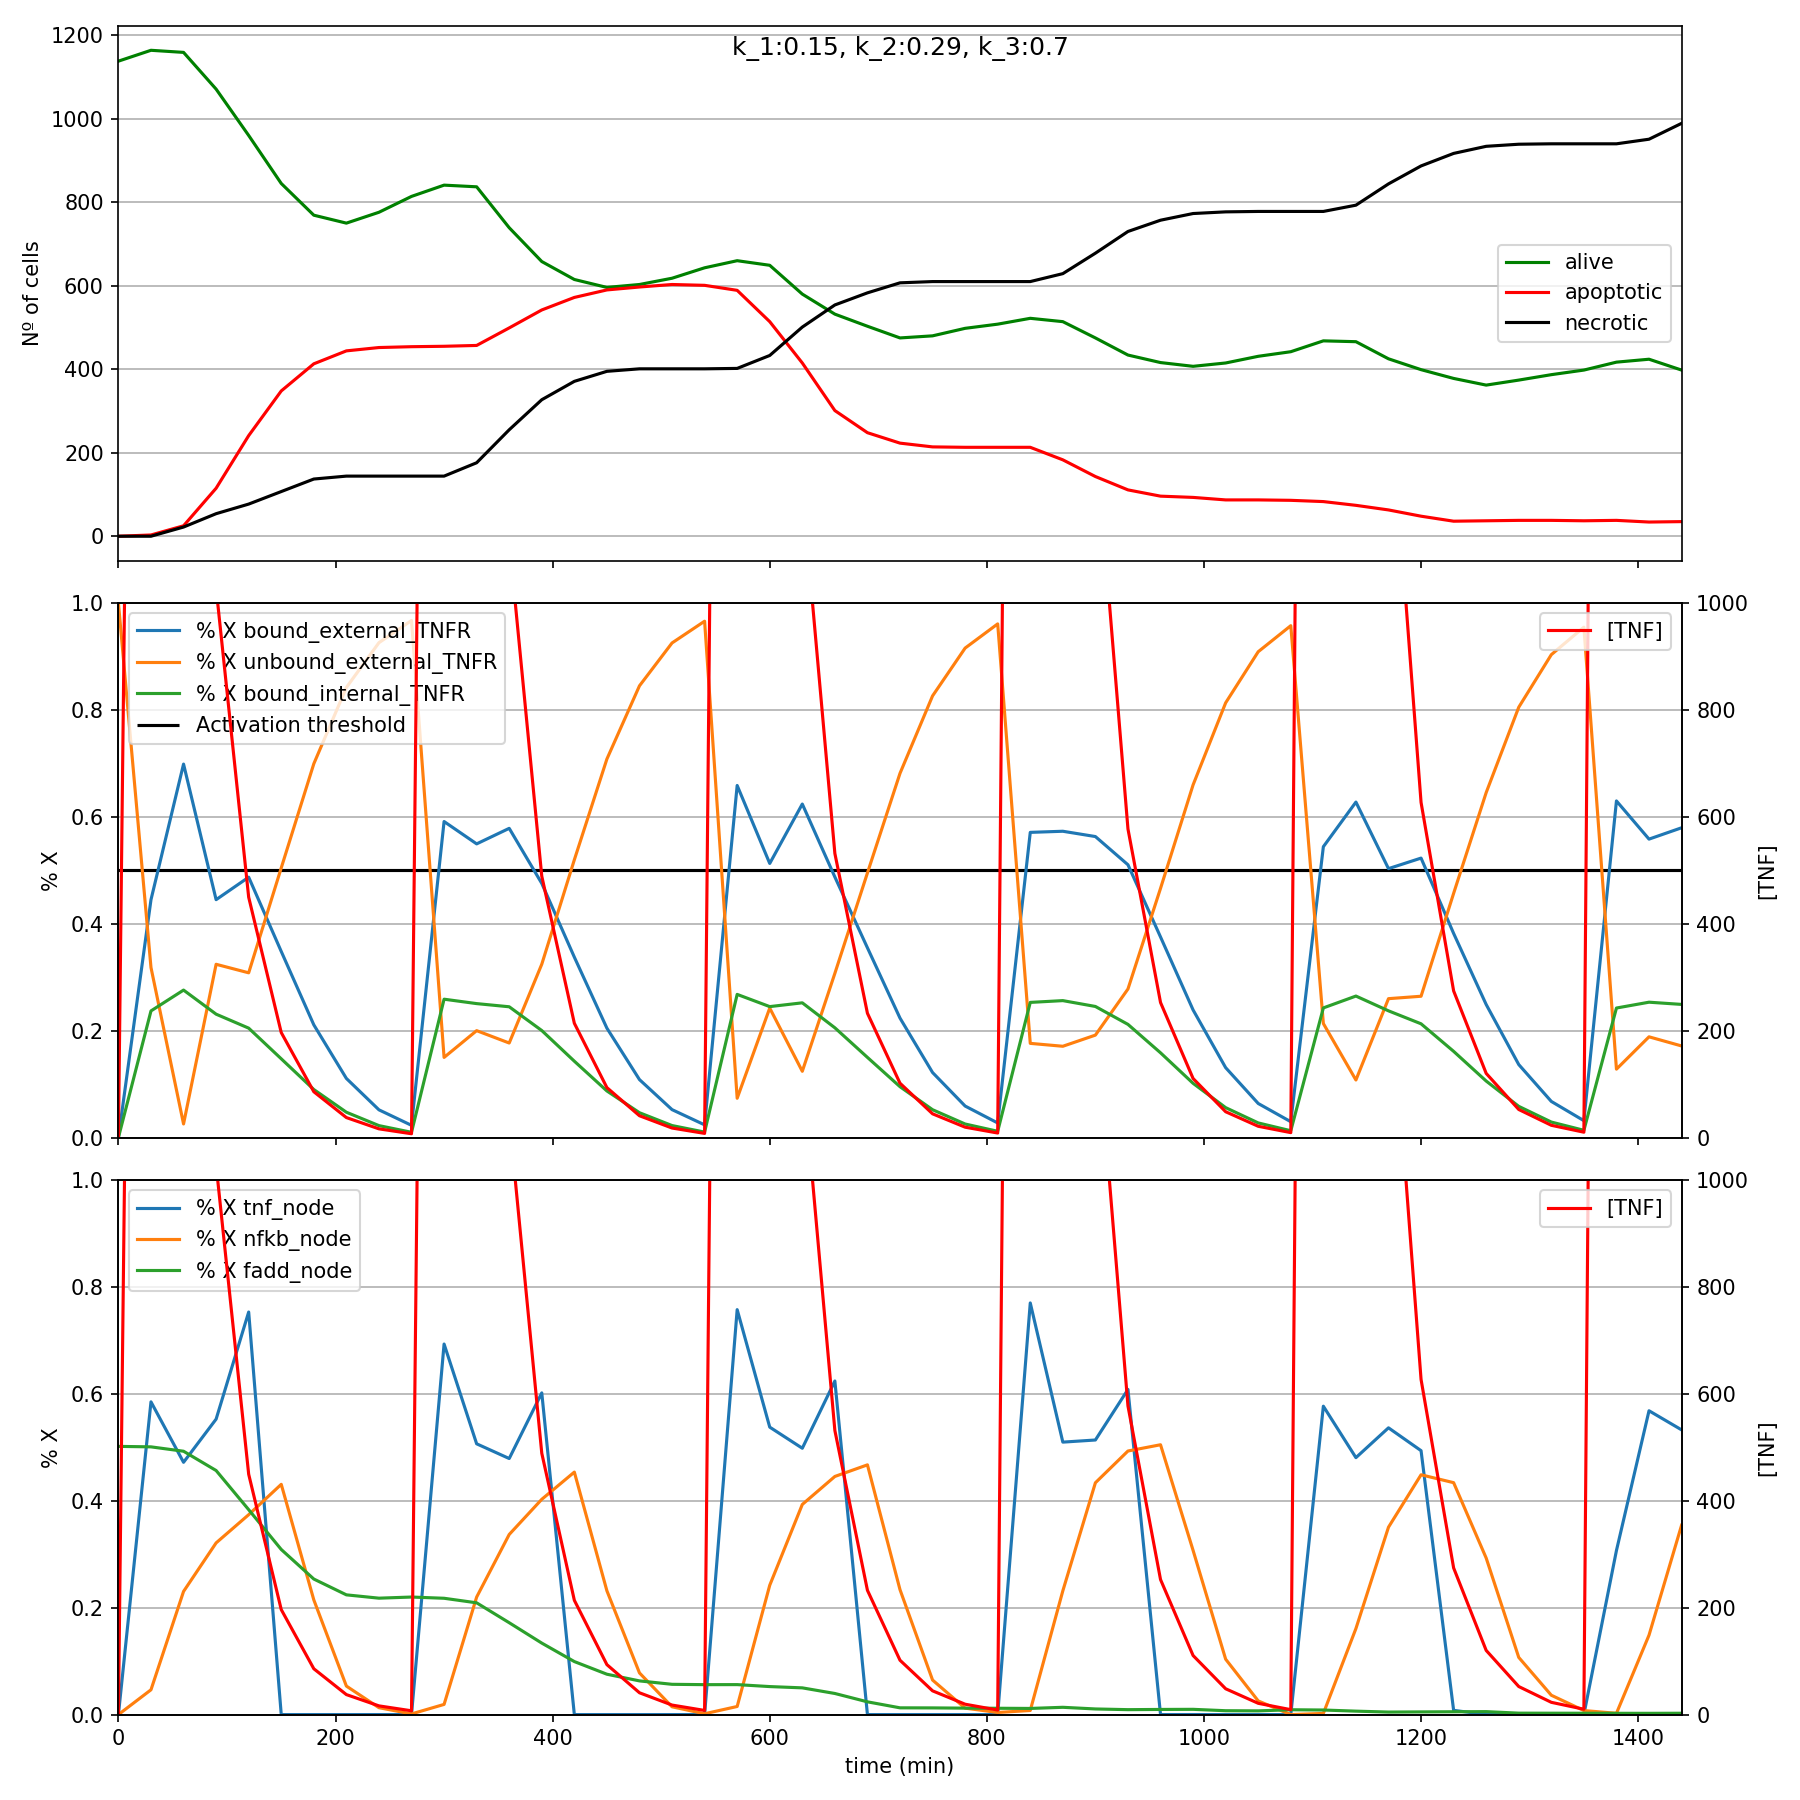 k_1:0.15, k_2:0.29, k_3:0.7
1200
1000
800
600
400
200
0
Nº of cells
alive
apoptotic
necrotic
1.0
0.8
0.6
0.4
0.2
0.0
% X
% X bound_external_TNFR
% X unbound_external_TNFR
% X bound_internal_TNFR
Activation threshold
[TNF]
1000
800
600
400
200
0
[TNF]
1.0
0.8
0.6
0.4
0.2
0.0
% X
% X tnf_node
% X nfkb_node
% X fadd_node
[TNF]
1000
800
600
400
200
0
[TNF]
0 200 400 600 800 1000 1200 1400
time (min)